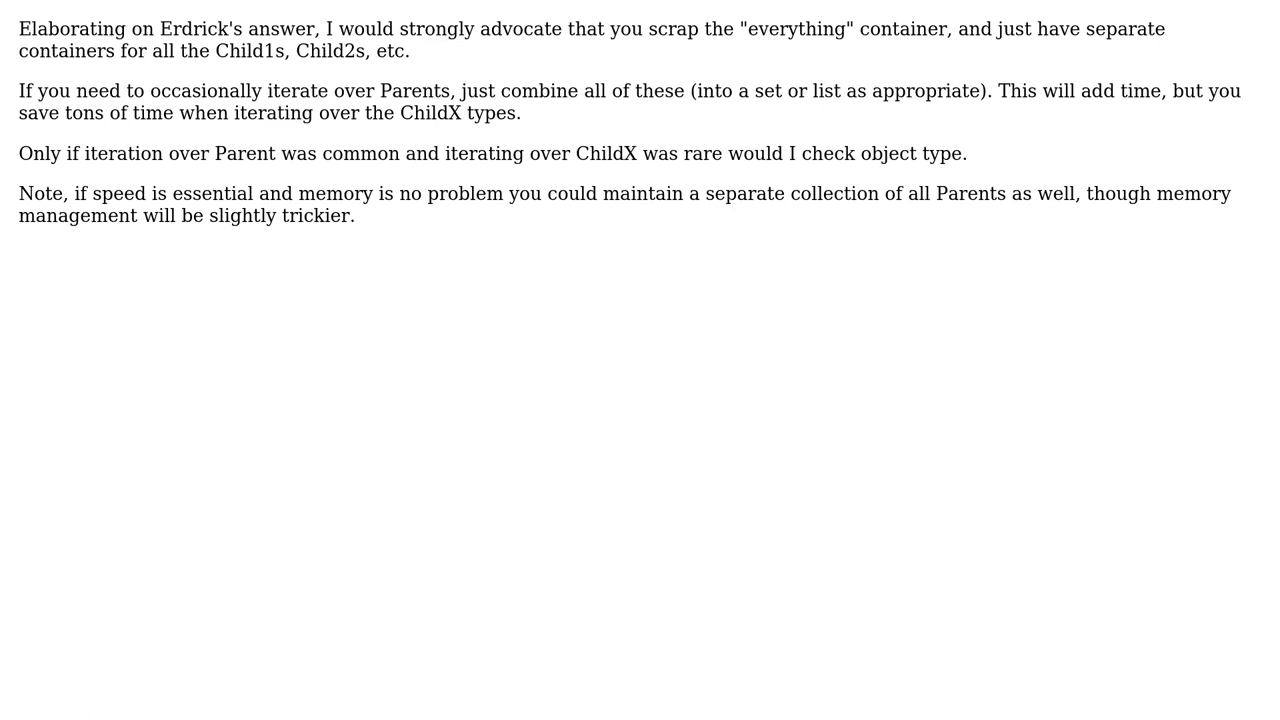 Elaborating on Erdrick's answer, I would strongly advocate that you scrap the "everything" container, and just have separate
containers for all the Child1s, Child2s, etc.
If you need to occasionally iterate over Parents, just combine all of these (into a set or list as appropriate). This will add time, but you
save tons of time when iterating over the ChildX types.
Only if iteration over Parent was common and iterating over ChildX was rare would I check object type.
Note, if speed is essential and memory is no problem you could maintain a separate collection of all Parents as well, though memory
management will be slightly trickier.